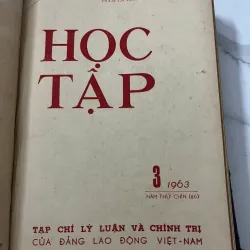 HỌC
TẬP
3 1963
NĂM THỨ CHÍN (86)
TẠP CHÍ LÝ LUẬN VÀ CHÍNH TRỊ
CỦA ĐẢNG LAO ĐỘNG VIỆT-NAM